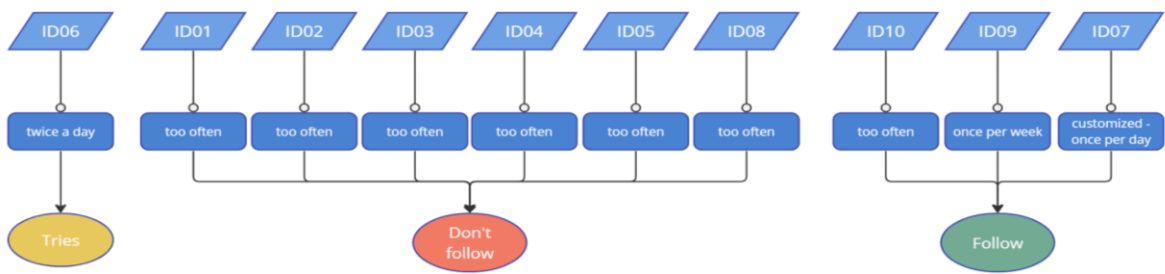 ID06
ID01
ID02
ID03
ID04
ID05
ID08
ID10
ID09
ID07
twice a day
too often
too often
too often
too often
too often
too often
too often
once per week
customized -
once per day
Tries
Don't
follow
Follow